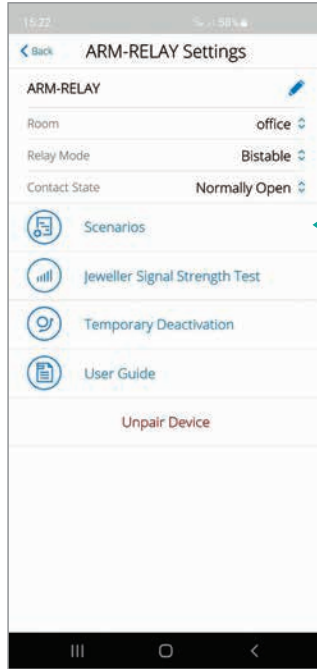 15:22 58%
Back ARM-RELAY Settings
ARM-RELAY
Room office
Relay Mode Bistable
Contact State Normally Open
Scenarios
Jeweller Signal Strength Test
Temporary Deactivation
User Guide
Unpair Device